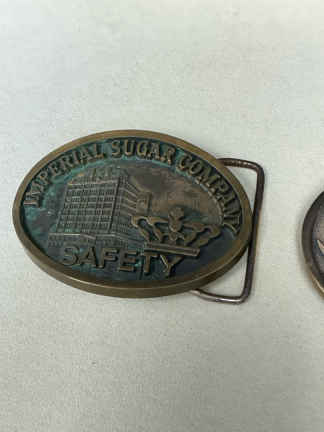 IMPERIAL SUGAR COMPANY
SAFETY